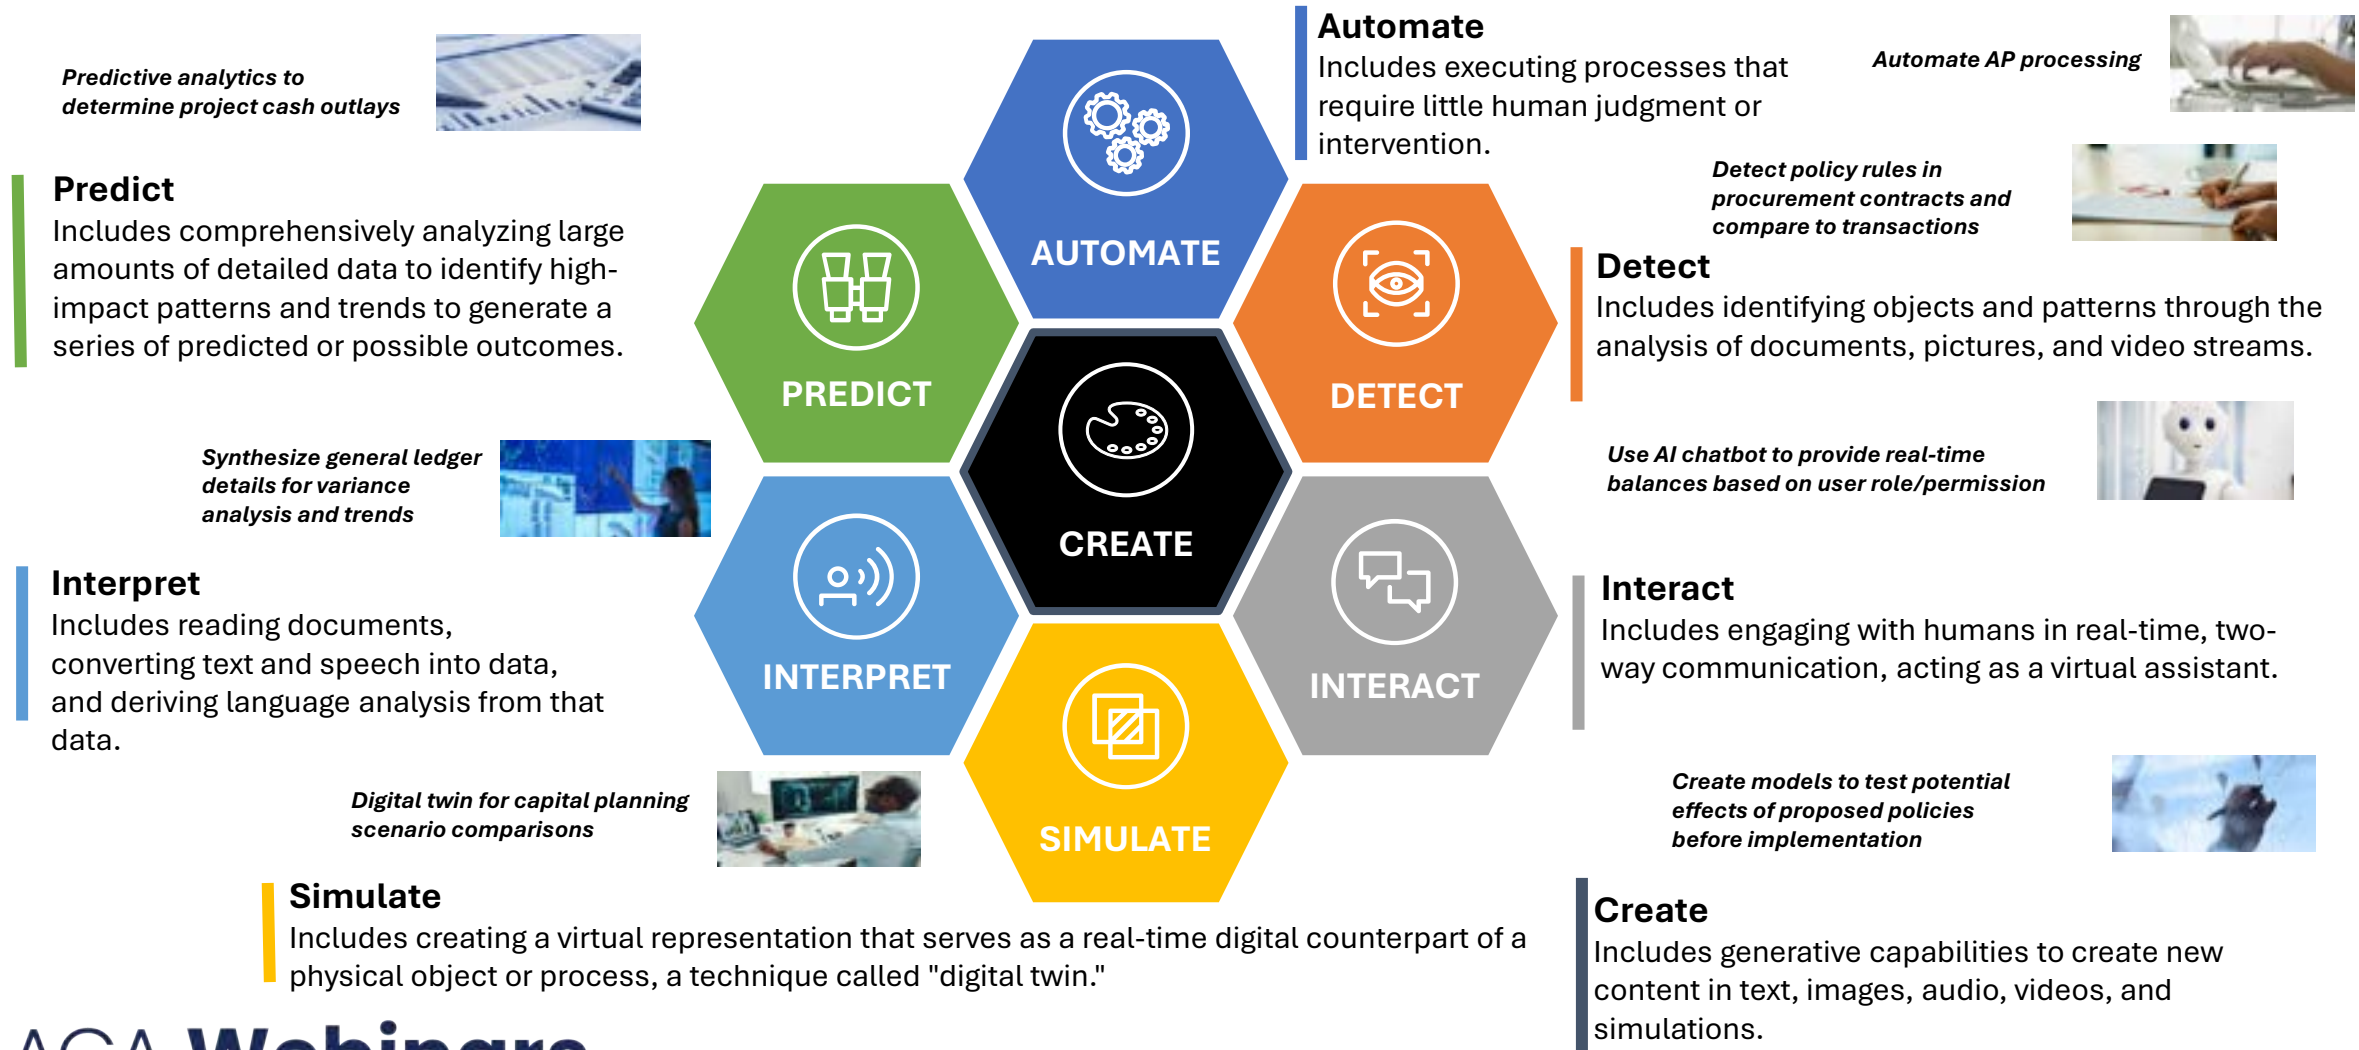 Predictive analytics to
determine project cash outlays
Predict
Includes comprehensively analyzing large
amounts of detailed data to identify high-
impact patterns and trends to generate a
series of predicted or possible outcomes.
Synthesize general ledger
details for variance
analysis and trends
Interpret
Includes reading documents,
converting text and speech into data,
and deriving language analysis from that
data.
Digital twin for capital planning
scenario comparisons
Simulate
Includes creating a virtual representation that serves as a real-time digital counterpart of a
physical object or process, a technique called "digital twin."
AUTOMATE
PREDICT
DETECT
CREATE
INTERPRET
INTERACT
SIMULATE
Automate
Includes executing processes that
require little human judgment or
intervention.
Automate AP processing
Detect policy rules in
procurement contracts and
compare to transactions
Detect
Includes identifying objects and patterns through the
analysis of documents, pictures, and video streams.
Use AI chatbot to provide real-time
balances based on user role/permission
Interact
Includes engaging with humans in real-time, two-
way communication, acting as a virtual assistant.
Create models to test potential
effects of proposed policies
before implementation
Create
Includes generative capabilities to create new
content in text, images, audio, videos, and
simulations.
AGA Webinars